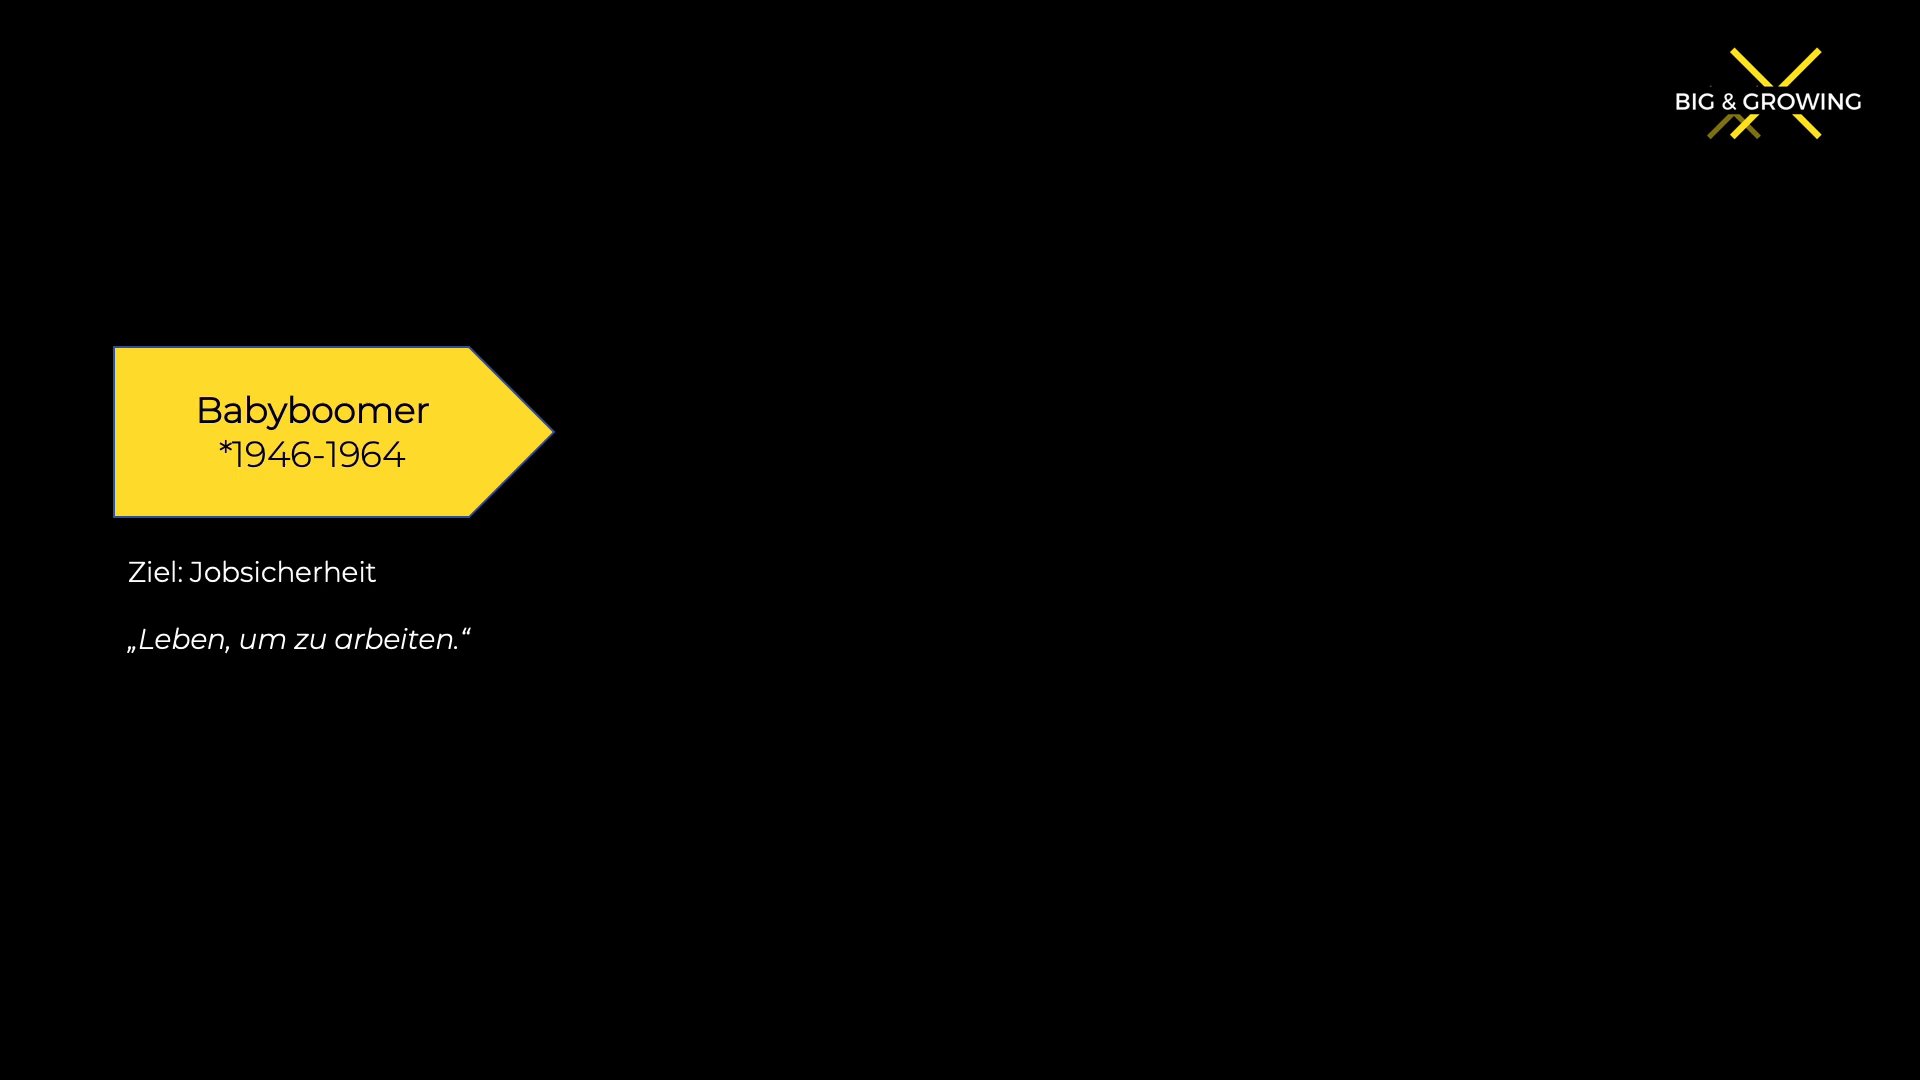 BIG & GROWING
Babyboomer
*1946-1964
Ziel: Jobsicherheit
„Leben, um zu arbeiten.“